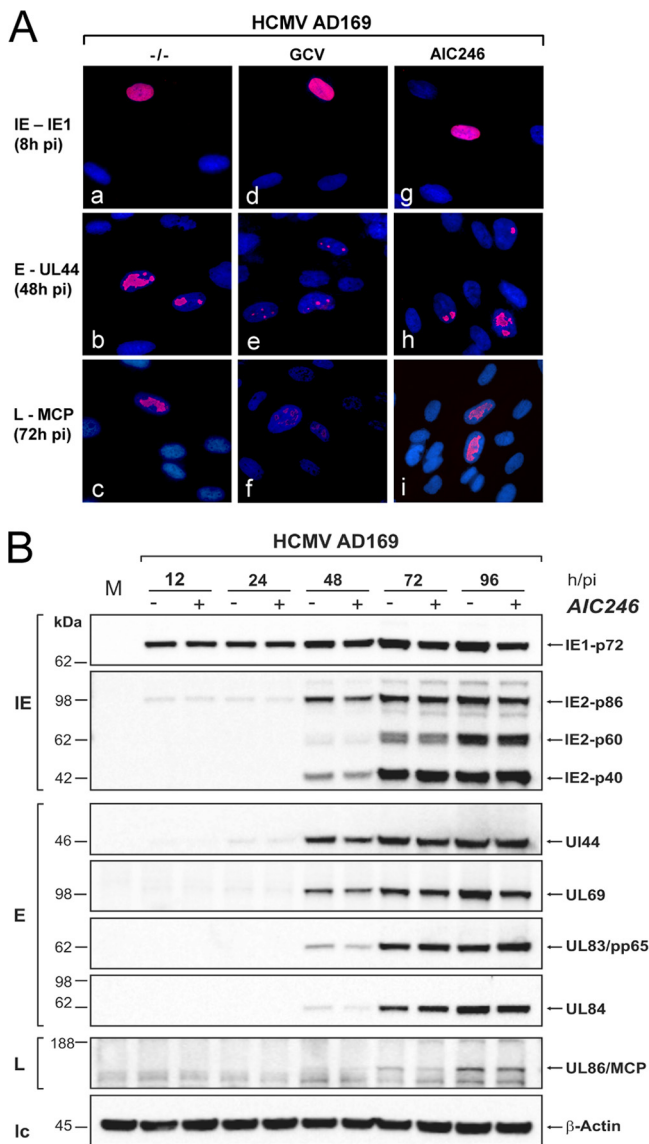 A
HCMV AD169
-/- GCV AIC246
IE – IE1
(8h pi)
a d g
E - UL44
(48h pi)
b e h
L - MCP
(72h pi)
c f i
B
HCMV AD169
M 12 24 48 72 96 h/pi
- + - + - + - + - + AIC246
kDa
IE
62 IE1-p72
98 IE2-p86
62 IE2-p60
42 IE2-p40
E
46 Ul44
98 UL69
62 UL83/pp65
98
62 UL84
L
188
UL86/MCP
lc 45 β-Actin